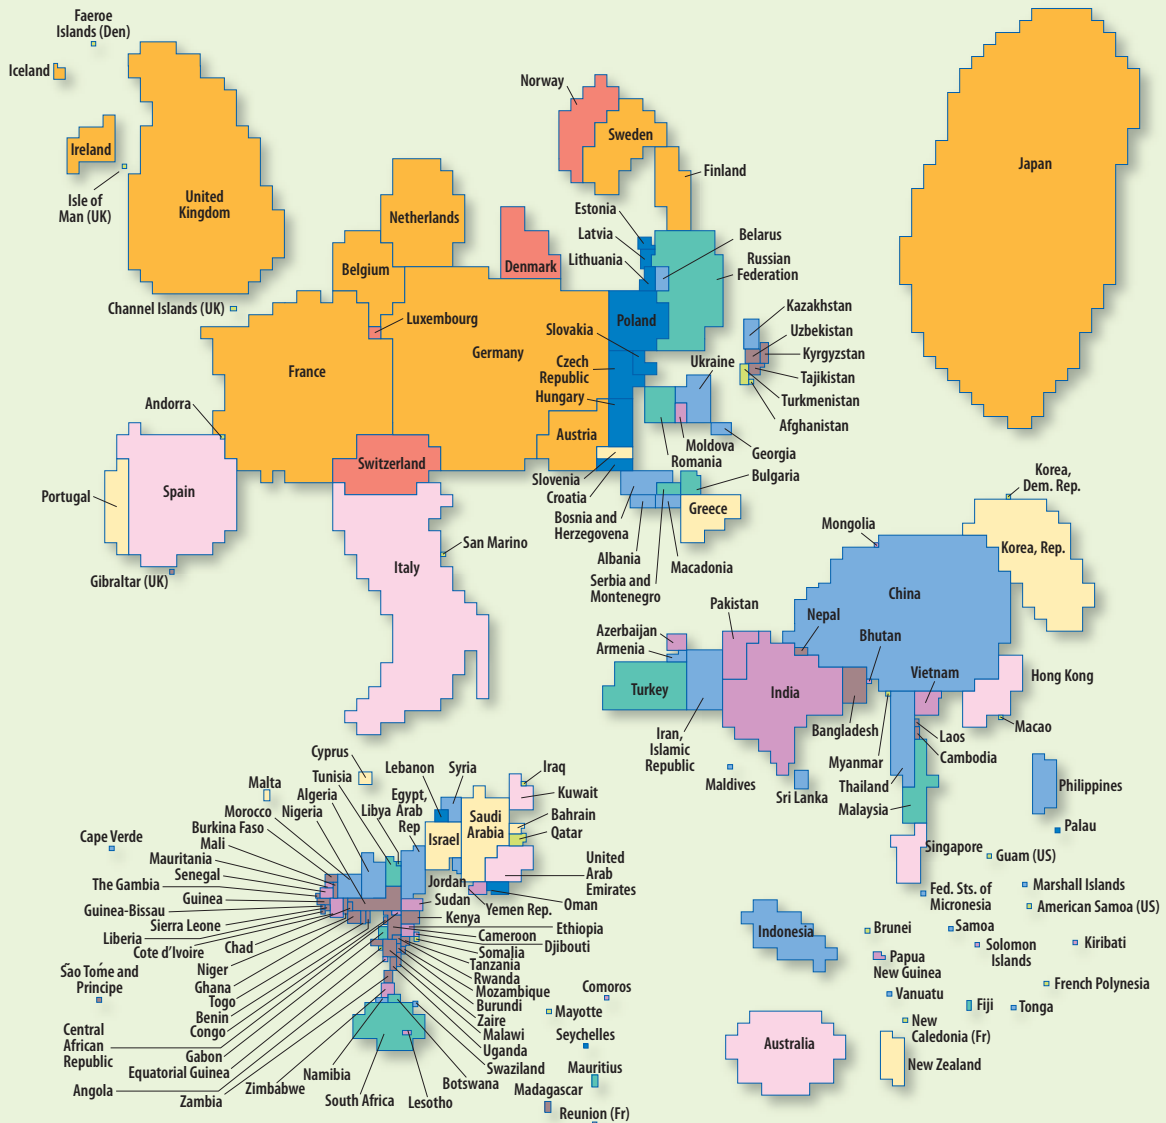 Faeroe
Islands (Den)
Iceland
Ireland
Isle of
Man (UK)
United
Kingdom
Channel Islands (UK)
Norway
Sweden
Finland
Netherlands
Belgium
Denmark
Luxembourg
Germany
France
Estonia
Latvia
Lithuania
Belarus
Russian
Federation
Poland
Slovakia
Czech
Republic
Hungary
Ukraine
Kazakhstan
Uzbekistan
Kyrgyzstan
Tajikistan
Turkmenistan
Afghanistan
Japan
Andorra
Austria
Switzerland
Slovenia
Croatia
Moldova
Romania
Georgia
Bulgaria
Portugal
Spain
Gibraltar (UK)
Italy
San Marino
Bosnia and
Herzegovena
Albania
Serbia and
Montenegro
Macadonia
Greece
Korea,
Dem. Rep.
Korea, Rep.
Mongolia
China
Pakistan
Nepal
Bhutan
Azerbaijan
Armenia
Turkey
Iran,
Islamic
Republic
India
Bangladesh
Vietnam
Hong Kong
Macao
Myanmar
Laos
Cambodia
Thailand
Malaysia
Maldives
Sri Lanka
Philippines
Palau
Singapore
Guam (US)
Fed. Sts. of
Micronesia
Marshall Islands
American Samoa (US)
Indonesia
Brunei
Samoa
Solomon
Islands
Kiribati
Papua
New Guinea
French Polynesia
Vanuatu
Fiji
Tonga
New
Caledonia (Fr)
Australia
New Zealand
Cyprus
Malta
Tunisia
Lebanon
Syria
Iraq
Kuwait
Algeria
Libya
Egypt,
Arab
Rep
Saudi
Arabia
Israel
Bahrain
Qatar
Morocco
Nigeria
Burkina Faso
Cape Verde
Mali
Mauritania
Senegal
The Gambia
Guinea
Guinea-Bissau
Sierra Leone
Liberia
Cote d'Ivoire
Chad
Jordan
United
Arab
Emirates
Oman
Yemen Rep.
Sudan
Kenya
Ethiopia
Cameroon
Djibouti
Somalia
Tanzania
Rwanda
Mozambique
Burundi
Zaire
Malawi
Uganda
Swaziland
Botswana
Niger
Ghana
Togo
Benin
Congo
Sao Tome and
Principe
Central
African
Republic
Gabon
Equatorial Guinea
Angola
Zambia
Zimbabwe
Namibia
South Africa
Lesotho
Comoros
Mayotte
Seychelles
Mauritius
Madagascar
Reunion (Fr)